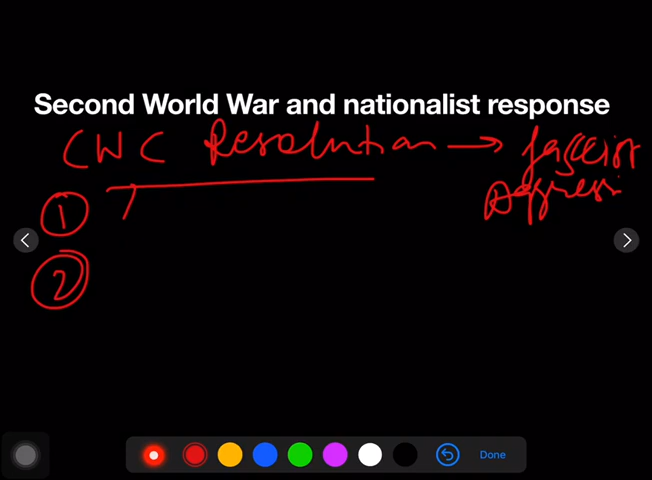 Second World War and nationalist response
CWC Resolution → fascist
Aggressi
1
2
Done